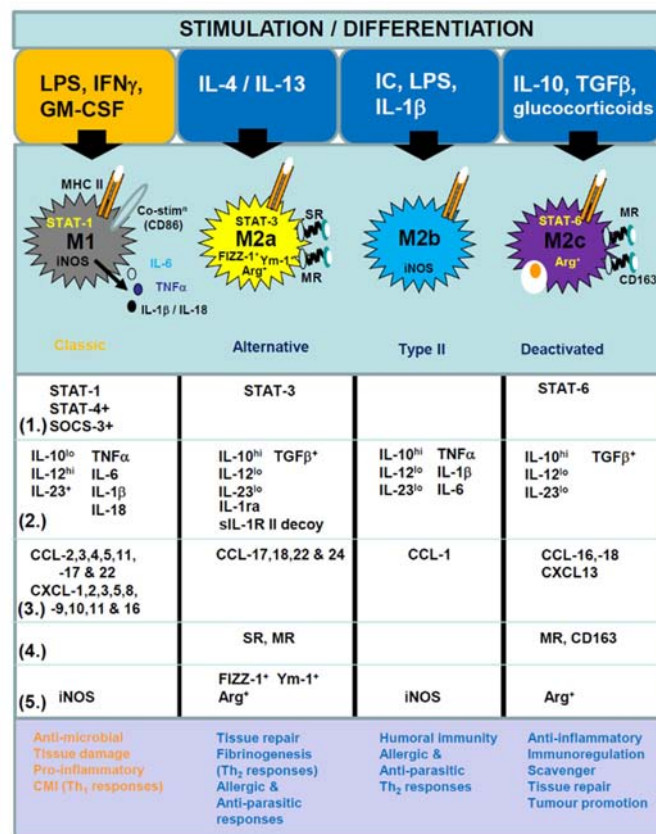 STIMULATION / DIFFERENTIATION
LPS, IFNγ,
GM-CSF
IL-4 / IL-13
IC, LPS,
IL-1β
IL-10, TGFβ,
glucocorticoids
MHC II
Co-stimⁿ
(CD86)
STAT-1
M1
iNOS
IL-6
TNFα
IL-1β / IL-18
Classic
STAT-3
M2a
FIZZ-1⁺ Ym-1⁺
Arg⁺
SR
MR
Alternative
M2b
iNOS
Type II
STAT-6
M2c
Arg⁺
MR
CD163
Deactivated
(1.)
STAT-1
STAT-4+
SOCS-3+
STAT-3
STAT-6
(2.)
IL-10ˡᵒ TNFα
IL-12ʰⁱ IL-6
IL-23⁺ IL-1β
IL-18
IL-10ʰⁱ TGFβ⁺
IL-12ˡᵒ
IL-23ˡᵒ
IL-1ra
sIL-1R II decoy
IL-10ʰⁱ TNFα
IL-12ˡᵒ IL-1β
IL-23ˡᵒ IL-6
IL-10ʰⁱ TGFβ⁺
IL-12ˡᵒ
IL-23ˡᵒ
(3.)
CCL-2,3,4,5,11,
-17 & 22
CXCL-1,2,3,5,8,
-9,10,11 & 16
CCL-17,18,22 & 24
CCL-1
CCL-16,-18
CXCL13
(4.)
SR, MR
MR, CD163
(5.)
iNOS
FIZZ-1⁺ Ym-1⁺
Arg⁺
iNOS
Arg⁺
Anti-microbial
Tissue damage
Pro-inflammatory
CMI (Th₁ responses)
Tissue repair
Fibrinogenesis
(Th₂ responses)
Allergic &
Anti-parasitic
responses
Humoral immunity
Allergic &
Anti-parasitic
Th₂ responses
Anti-inflammatory
Immunoregulation
Scavenger
Tissue repair
Tumour promotion